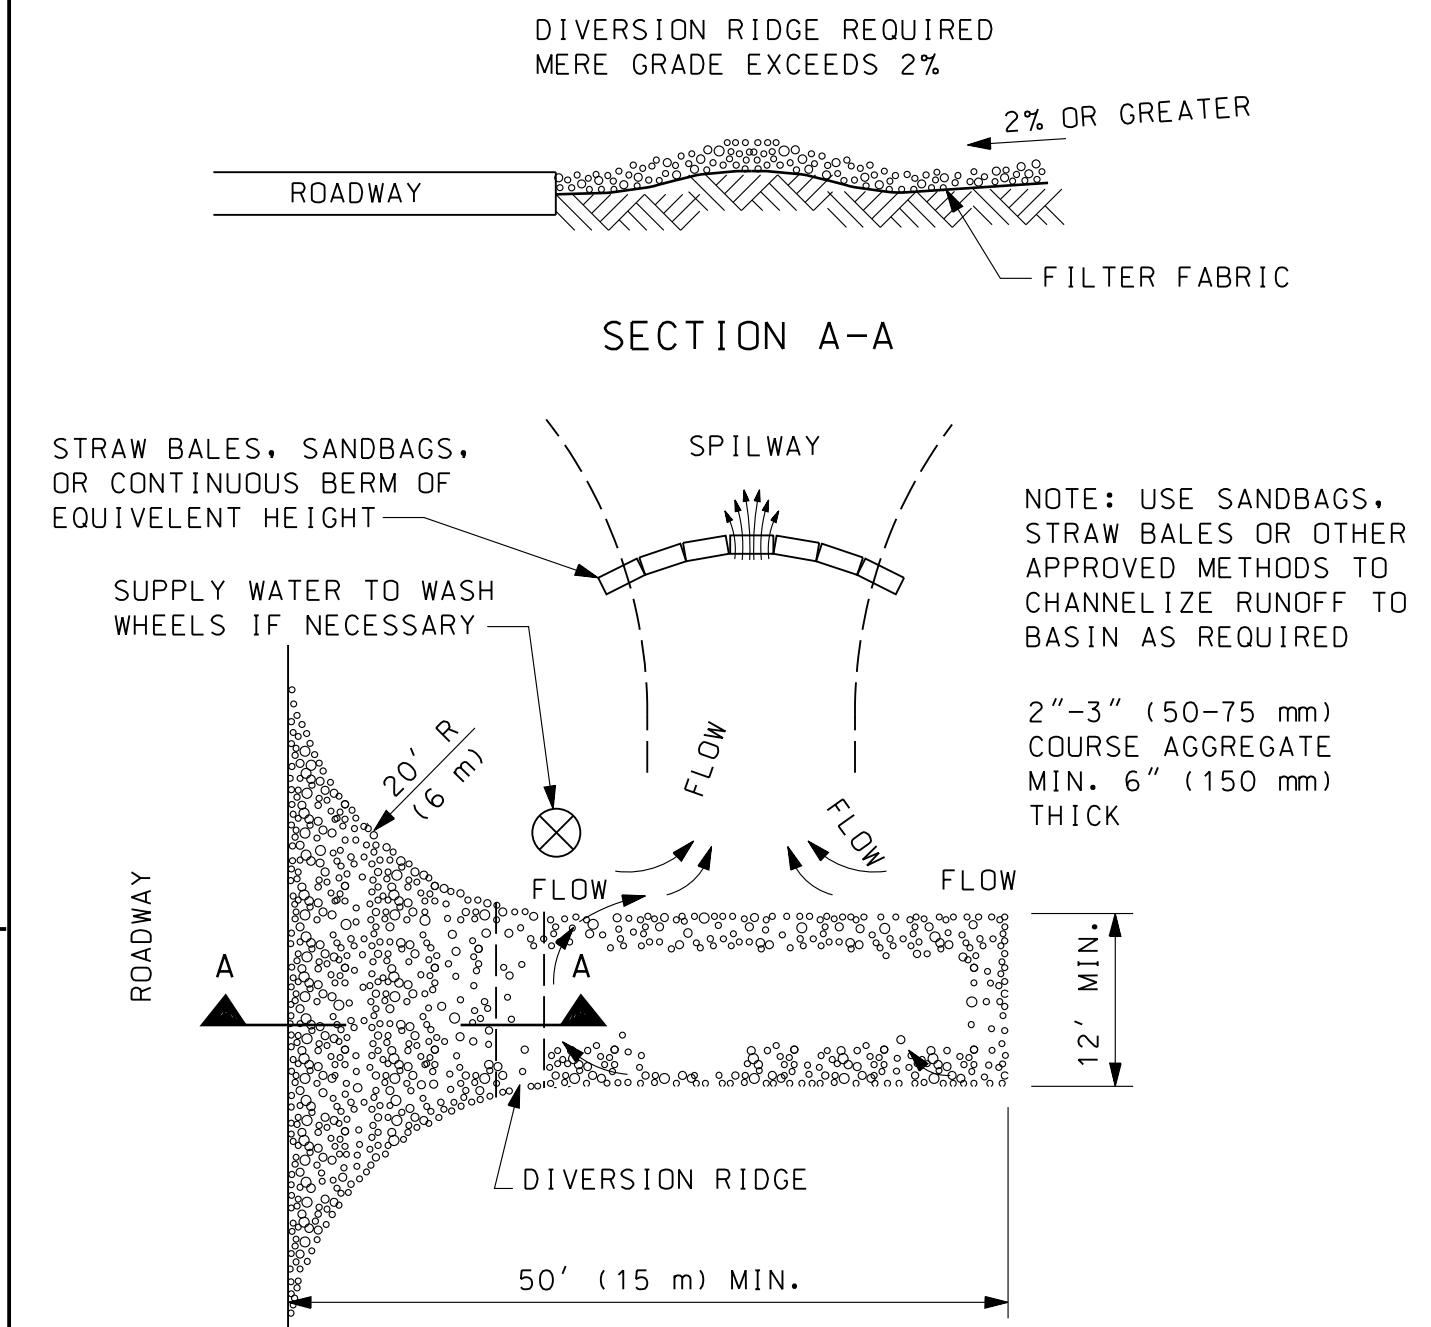 DIVERSION RIDGE REQUIRED
MERE GRADE EXCEEDS 2%
2% OR GREATER
ROADWAY
FILTER FABRIC
SECTION A-A
STRAW BALES, SANDBAGS,
OR CONTINUOUS BERM OF
EQUIVELENT HEIGHT
SPILWAY
NOTE: USE SANDBAGS,
STRAW BALES OR OTHER
APPROVED METHODS TO
CHANNELIZE RUNOFF TO
BASIN AS REQUIRED
SUPPLY WATER TO WASH
WHEELS IF NECESSARY
2"-3" (50-75 mm)
COURSE AGGREGATE
MIN. 6" (150 mm)
THICK
20' R
(6 m)
FLOW
FLOW
FLOW
FLOW
ROADWAY
A
A
12' MIN.
DIVERSION RIDGE
50' (15 m) MIN.